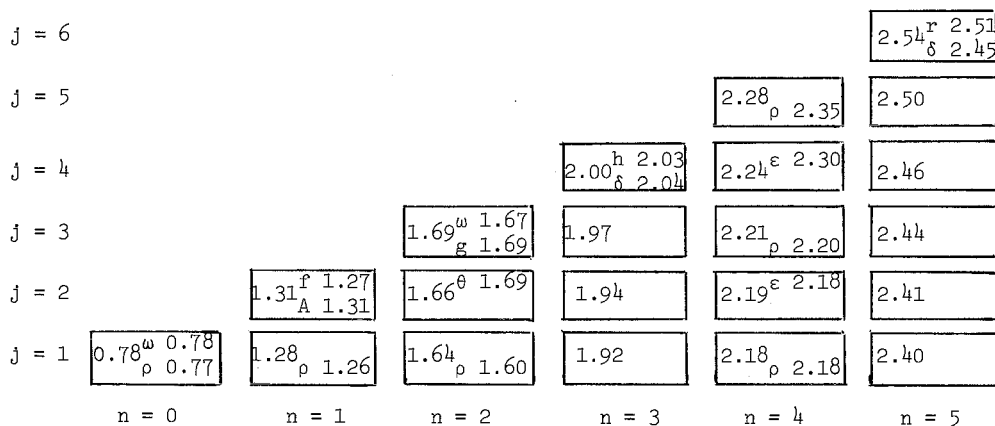 j = 6 2.54 r 2.51 δ 2.45
j = 5 2.28 ρ 2.35 2.50
j = 4 2.00 h 2.03 δ 2.04 2.24 ε 2.30 2.46
j = 3 1.69 ω 1.67 g 1.69 1.97 2.21 ρ 2.20 2.44
j = 2 1.31 f 1.27 A 1.31 1.66 θ 1.69 1.94 2.19 ε 2.18 2.41
j = 1 0.78 ω 0.78 ρ 0.77 1.28 ρ 1.26 1.64 ρ 1.60 1.92 2.18 ρ 2.18 2.40
n = 0 n = 1 n = 2 n = 3 n = 4 n = 5